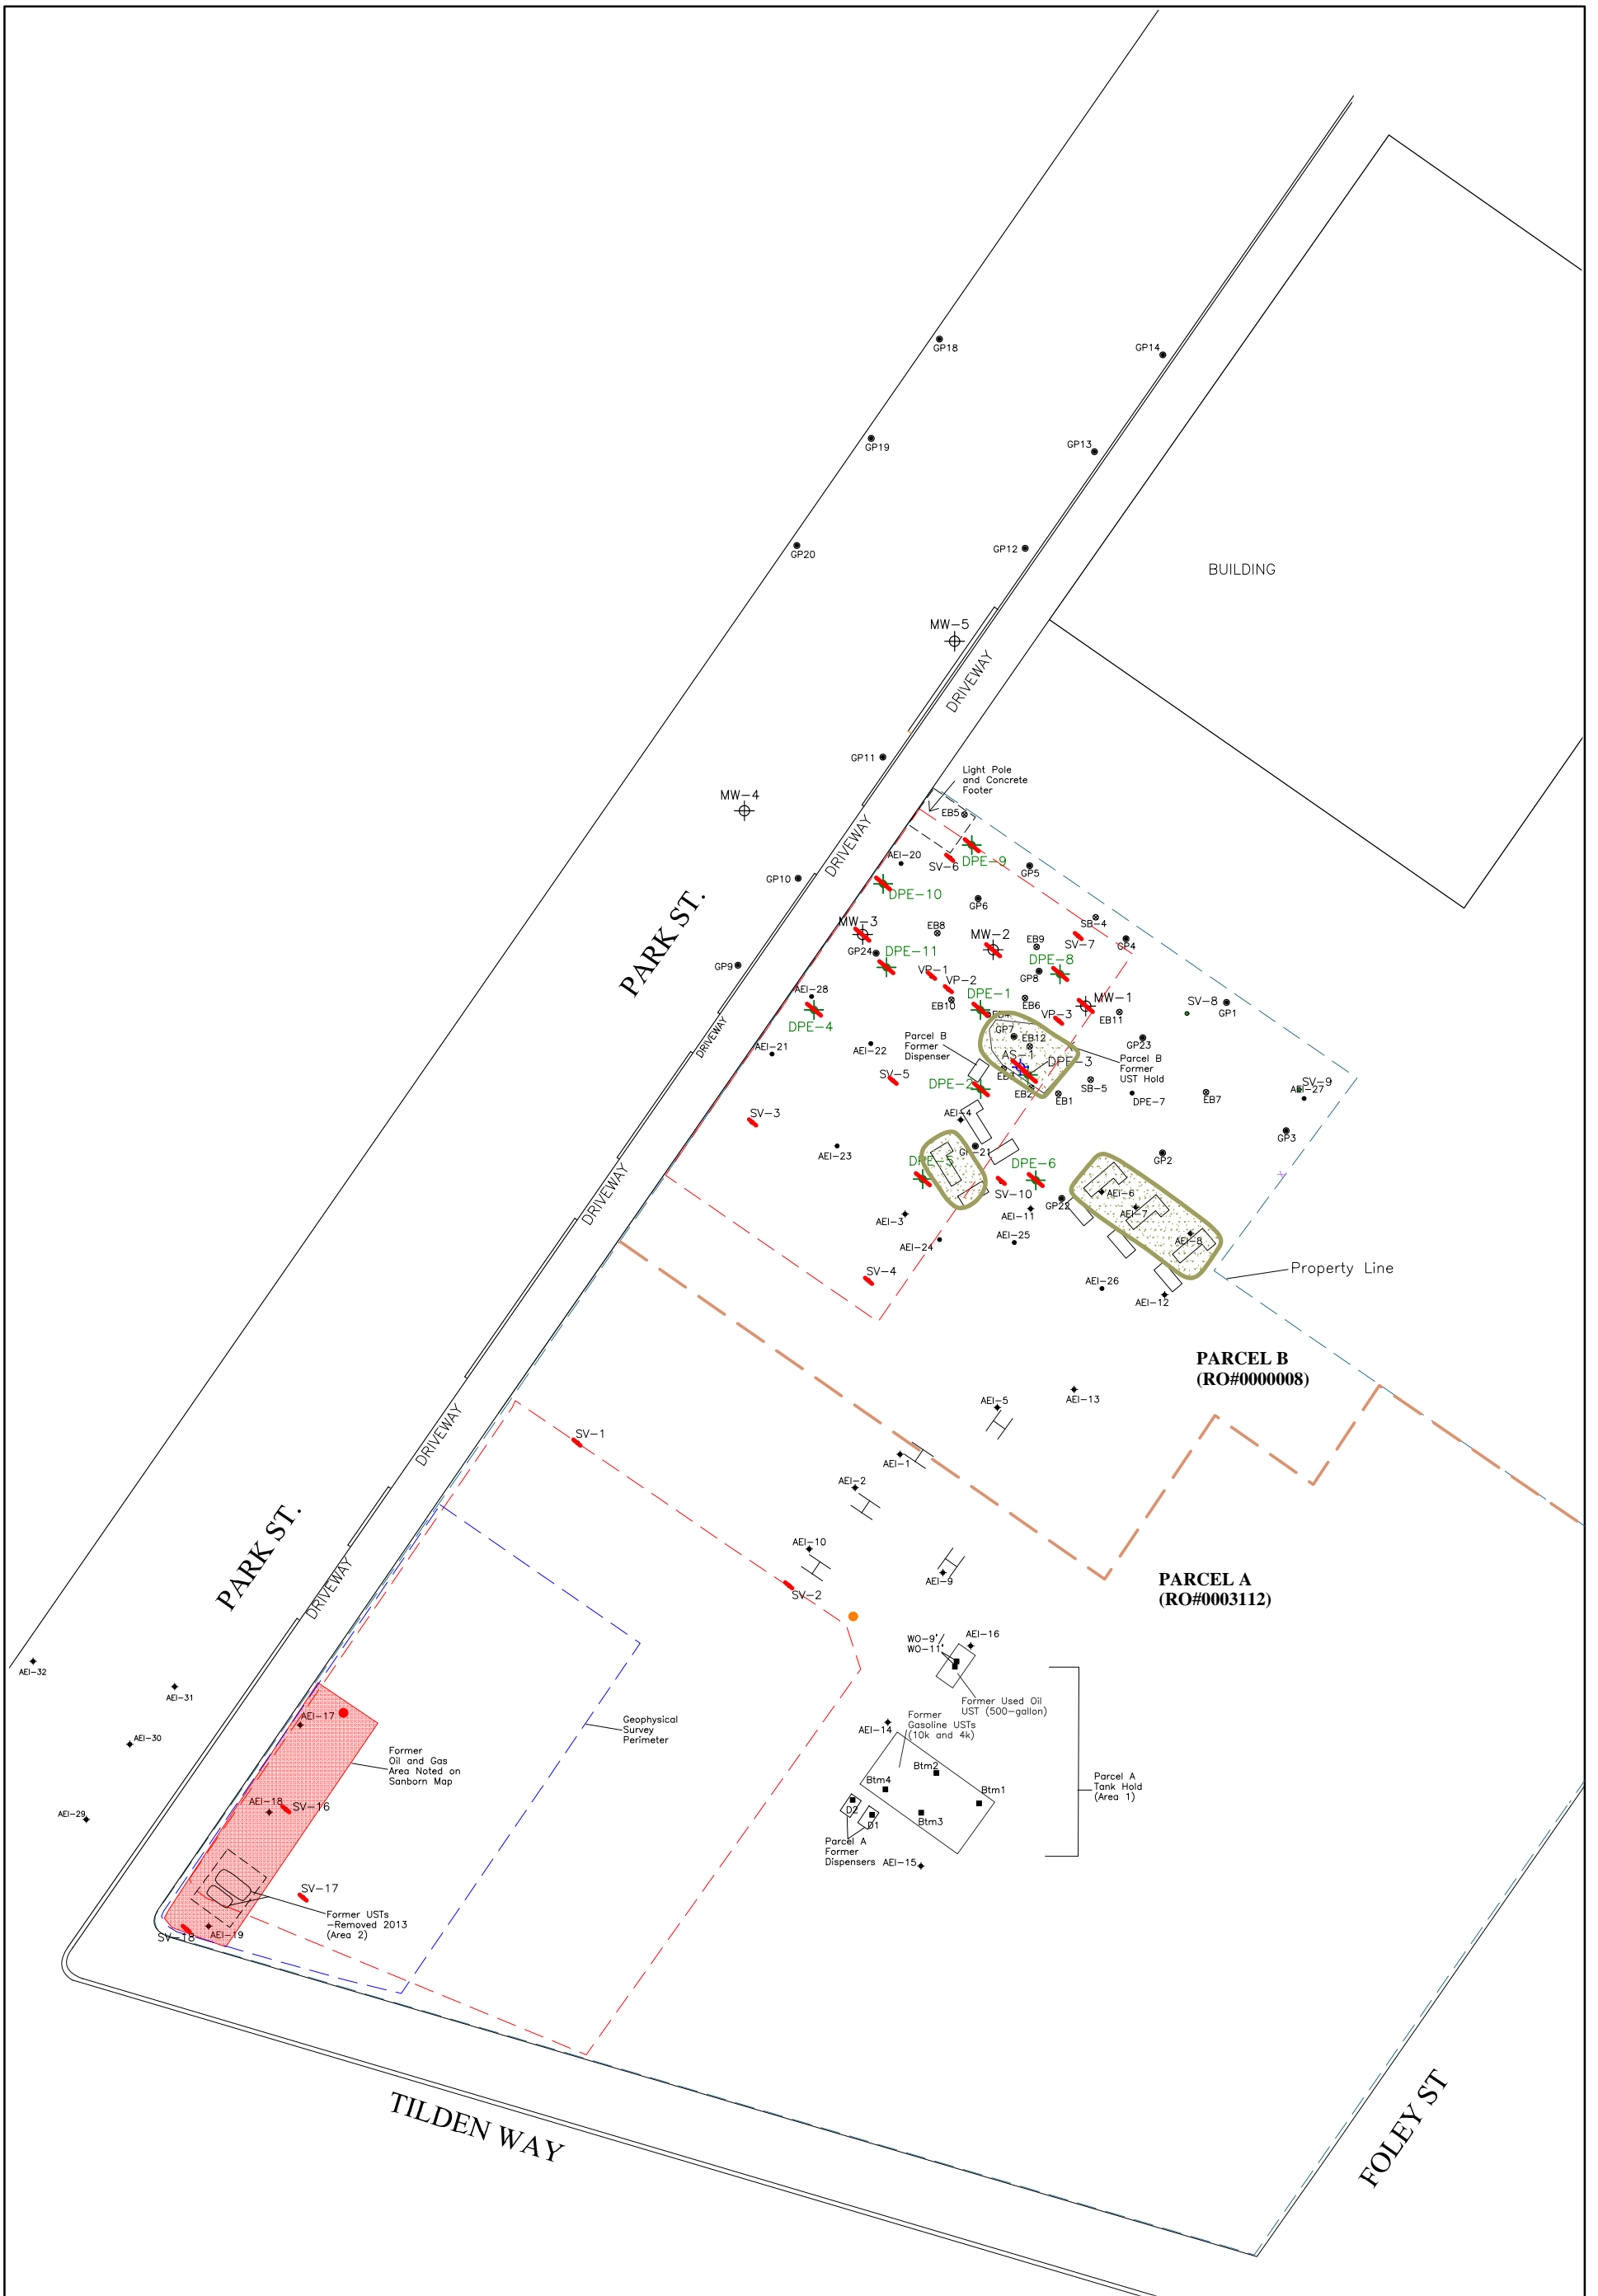 GP18
GP14
GP19
GP13
GP20
GP12
BUILDING
MW-5
DRIVEWAY
GP11
Light Pole
and Concrete
Footer
MW-4
EB5
DRIVEWAY
AEI-20
SV-6
DPE-9
GP5
GP10
DPE-10
GP6
PARK ST.
MW-3
EB8
SB-4
MW-2
EB9
SV-7
GP4
GP24
DPE-11
GP9
VP-1
GP8
DPE-8
VP-2
AEI-28
EB10
DPE-1
EB6
MW-1
SV-8
GP1
DPE-4
VP-3
EB11
DRIVEWAY
GP7
EB12
GP23
AEI-21
AEI-22
Parcel B
Former
Dispenser
AS-1
DPE-3
Parcel B
Former
UST Hold
SV-5
DPE-2
EB2
EB1
SB-5
DPE-7
EB7
SV-9
AEI-27
SV-3
AEI-4
GP3
AEI-23
GP-21
GP2
DRIVEWAY
DPE-5
DPE-6
SV-10
AEI-6
GP22
AEI-7
AEI-3
AEI-11
AEI-8
AEI-24
AEI-25
SV-4
AEI-26
AEI-12
Property Line
PARCEL B
(RO#0000008)
AEI-5
AEI-13
DRIVEWAY
SV-1
AEI-1
AEI-2
PARK ST.
AEI-10
AEI-9
PARCEL A
(RO#0003112)
DRIVEWAY
SV-2
WO-9'/
WO-11'
AEI-16
AEI-32
AEI-31
Former Used Oil
UST (500-gallon)
AEI-17
Geophysical
Survey
Perimeter
AEI-14
Former
Gasoline USTs
(10k and 4k)
AEI-30
Former
Oil and Gas
Area Noted on
Sanborn Map
Btm2
Btm4
Btm1
Parcel A
Tank Hold
(Area 1)
AEI-29
AEI-18
SV-16
D2
D1
Btm3
Parcel A
Former
Dispensers
AEI-15
SV-17
Former USTs
-Removed 2013
(Area 2)
SV-18
AEI-19
TILDEN WAY
FOLEY ST